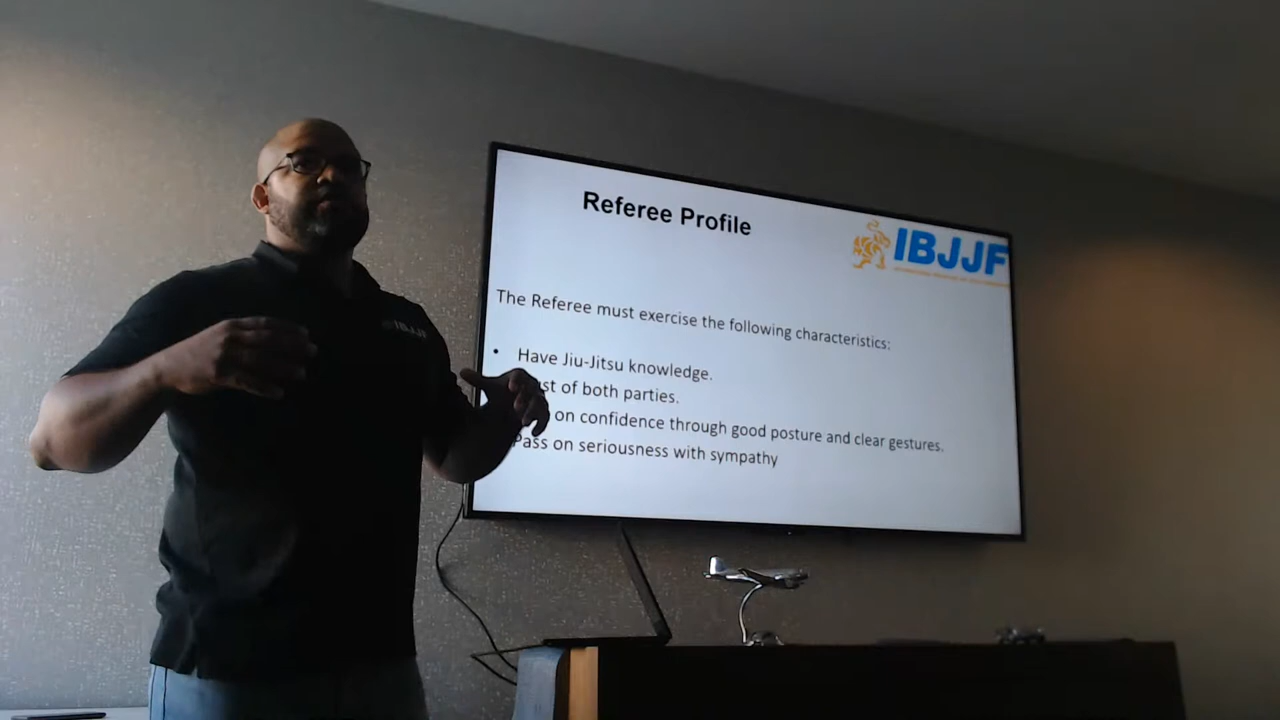 Referee Profile
IBJJF
The Referee must exercise the following characteristics:
• Have Jiu-Jitsu knowledge.
of both parties.
on confidence through good posture and clear gestures.
Pass on seriousness with sympathy
IBJJF